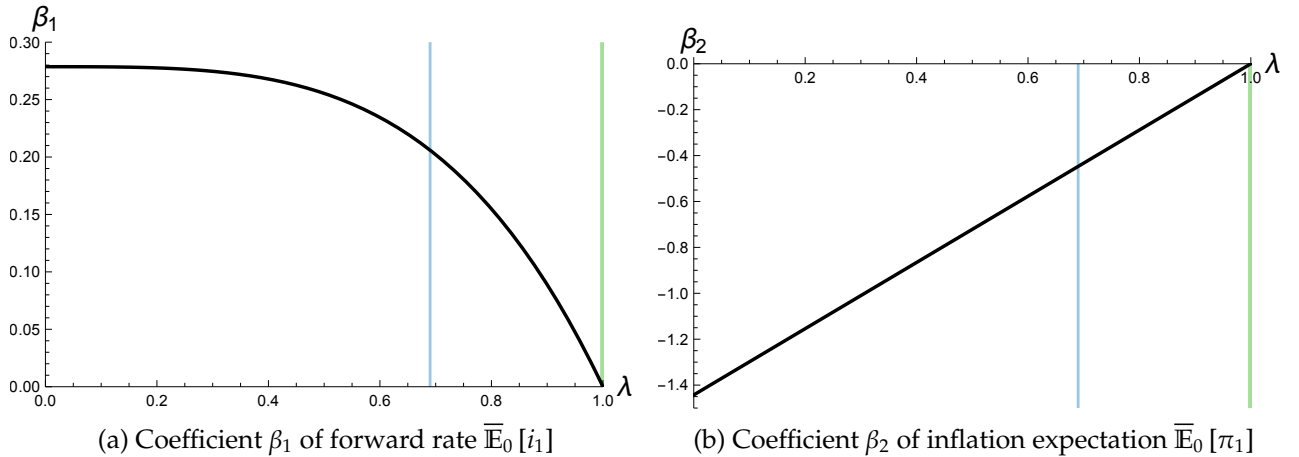 β₁
0.30
0.25
0.20
0.15
0.10
0.05
0.00
0.0 0.2 0.4 0.6 0.8 1.0 λ
(a) Coefficient β₁ of forward rate 𝔼̅₀ [i₁]
β₂
0.0 0.2 0.4 0.6 0.8 1.0 λ
−0.2
−0.4
−0.6
−0.8
−1.0
−1.2
−1.4
(b) Coefficient β₂ of inflation expectation 𝔼̅₀ [π₁]